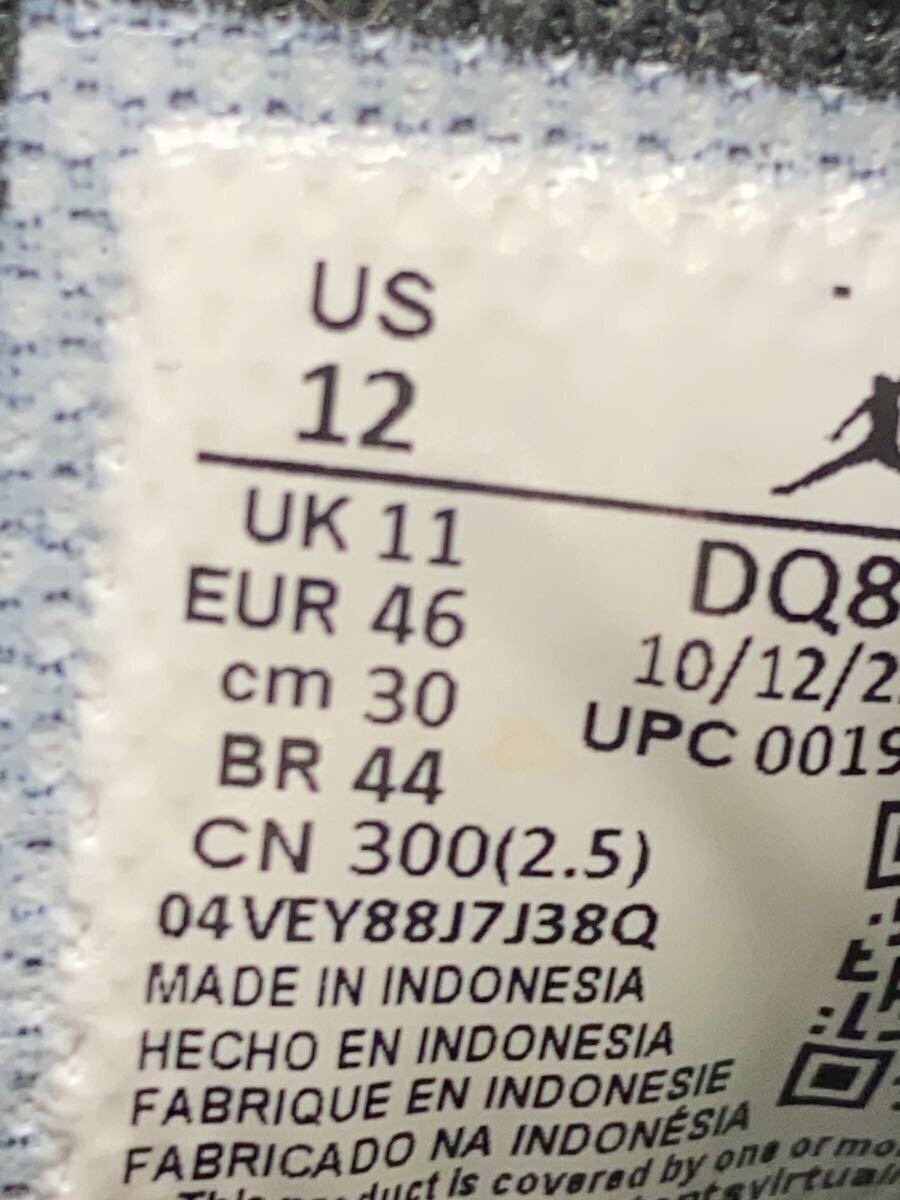 US
12
UK 11
EUR 46
cm 30
BR 44
CN 300(2.5)
DQ8
10/12/2
UPC 0019
04VEY88J7J38Q
MADE IN INDONESIA
HECHO EN INDONESIA
FABRIQUE EN INDONESIE
FABRICADO NA INDONÉSIA
This product is covered by one or